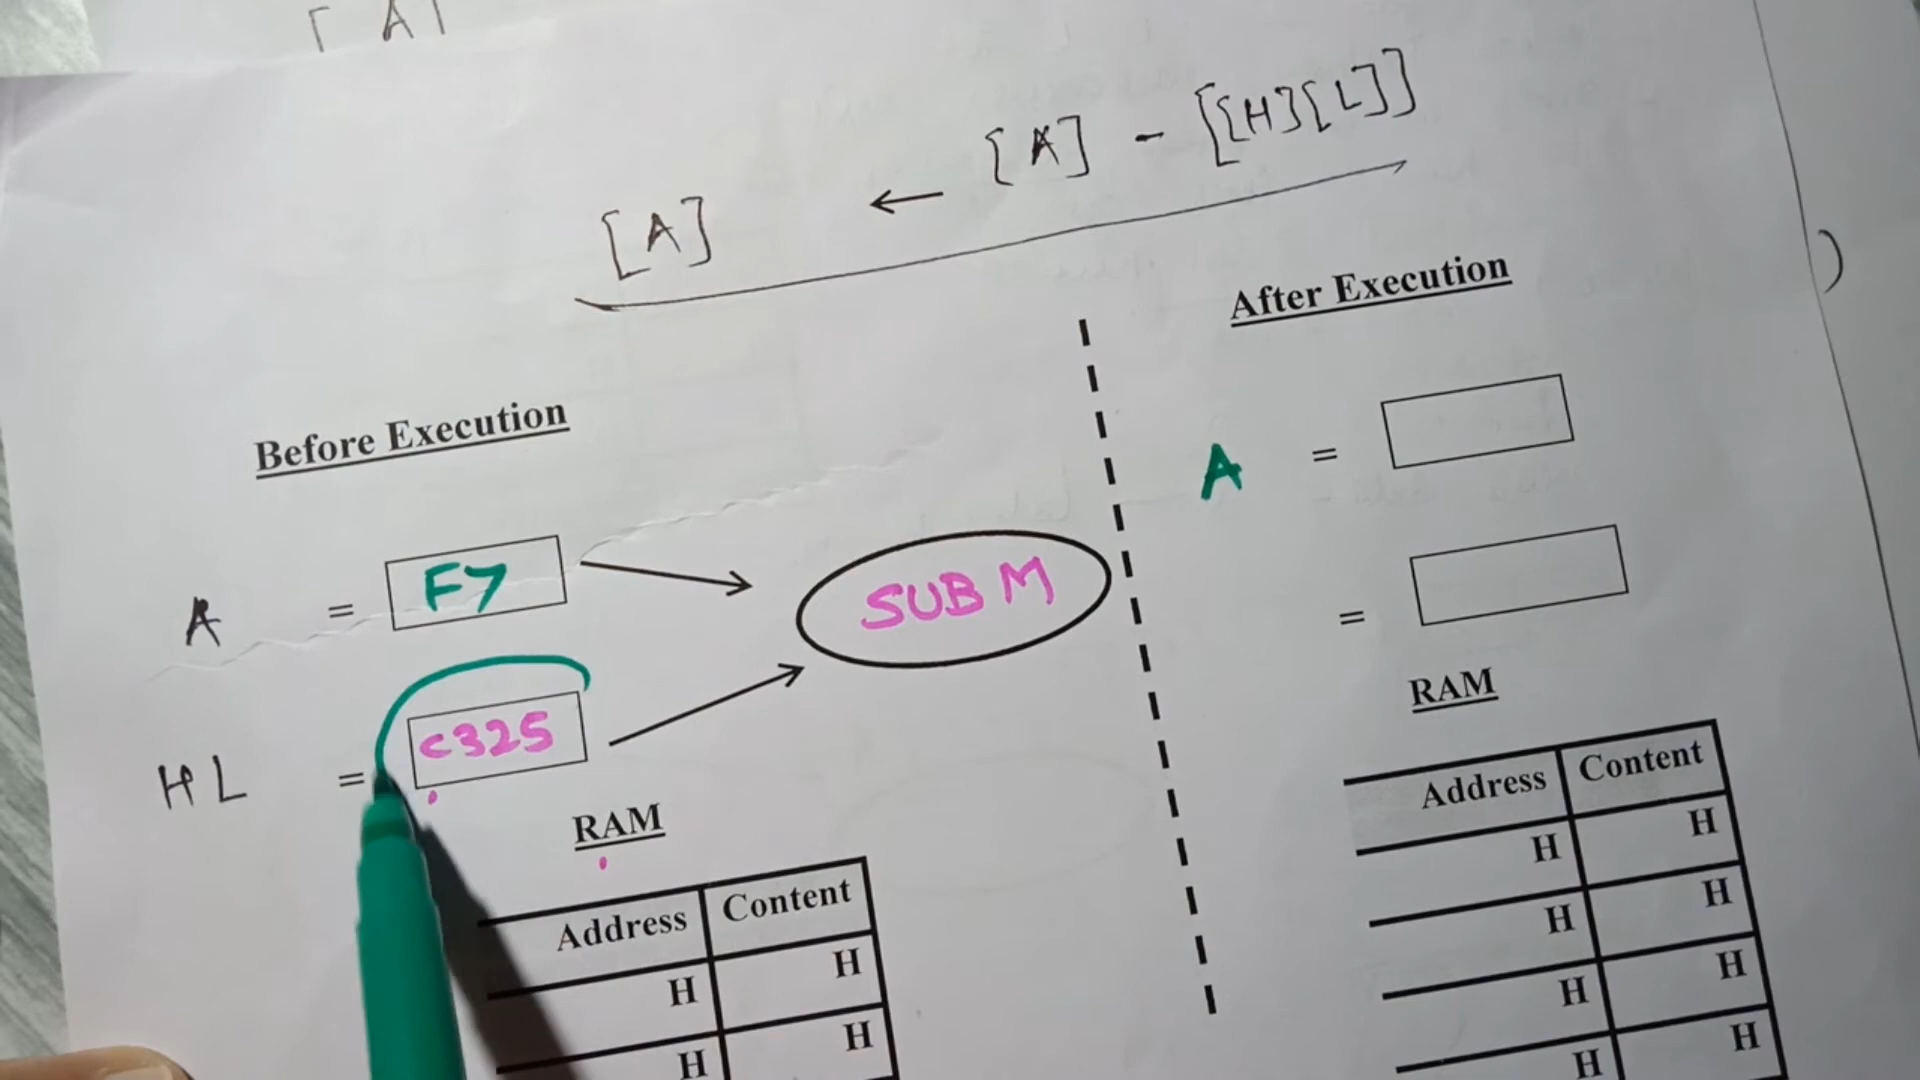 [A]
[A] ← [A] - [[H][L]]
Before Execution
A = F7
HL = C325
SUB M
RAM
Address Content
H H
H H
After Execution
A =
=
RAM
Address Content
H H
H H
H H
H H